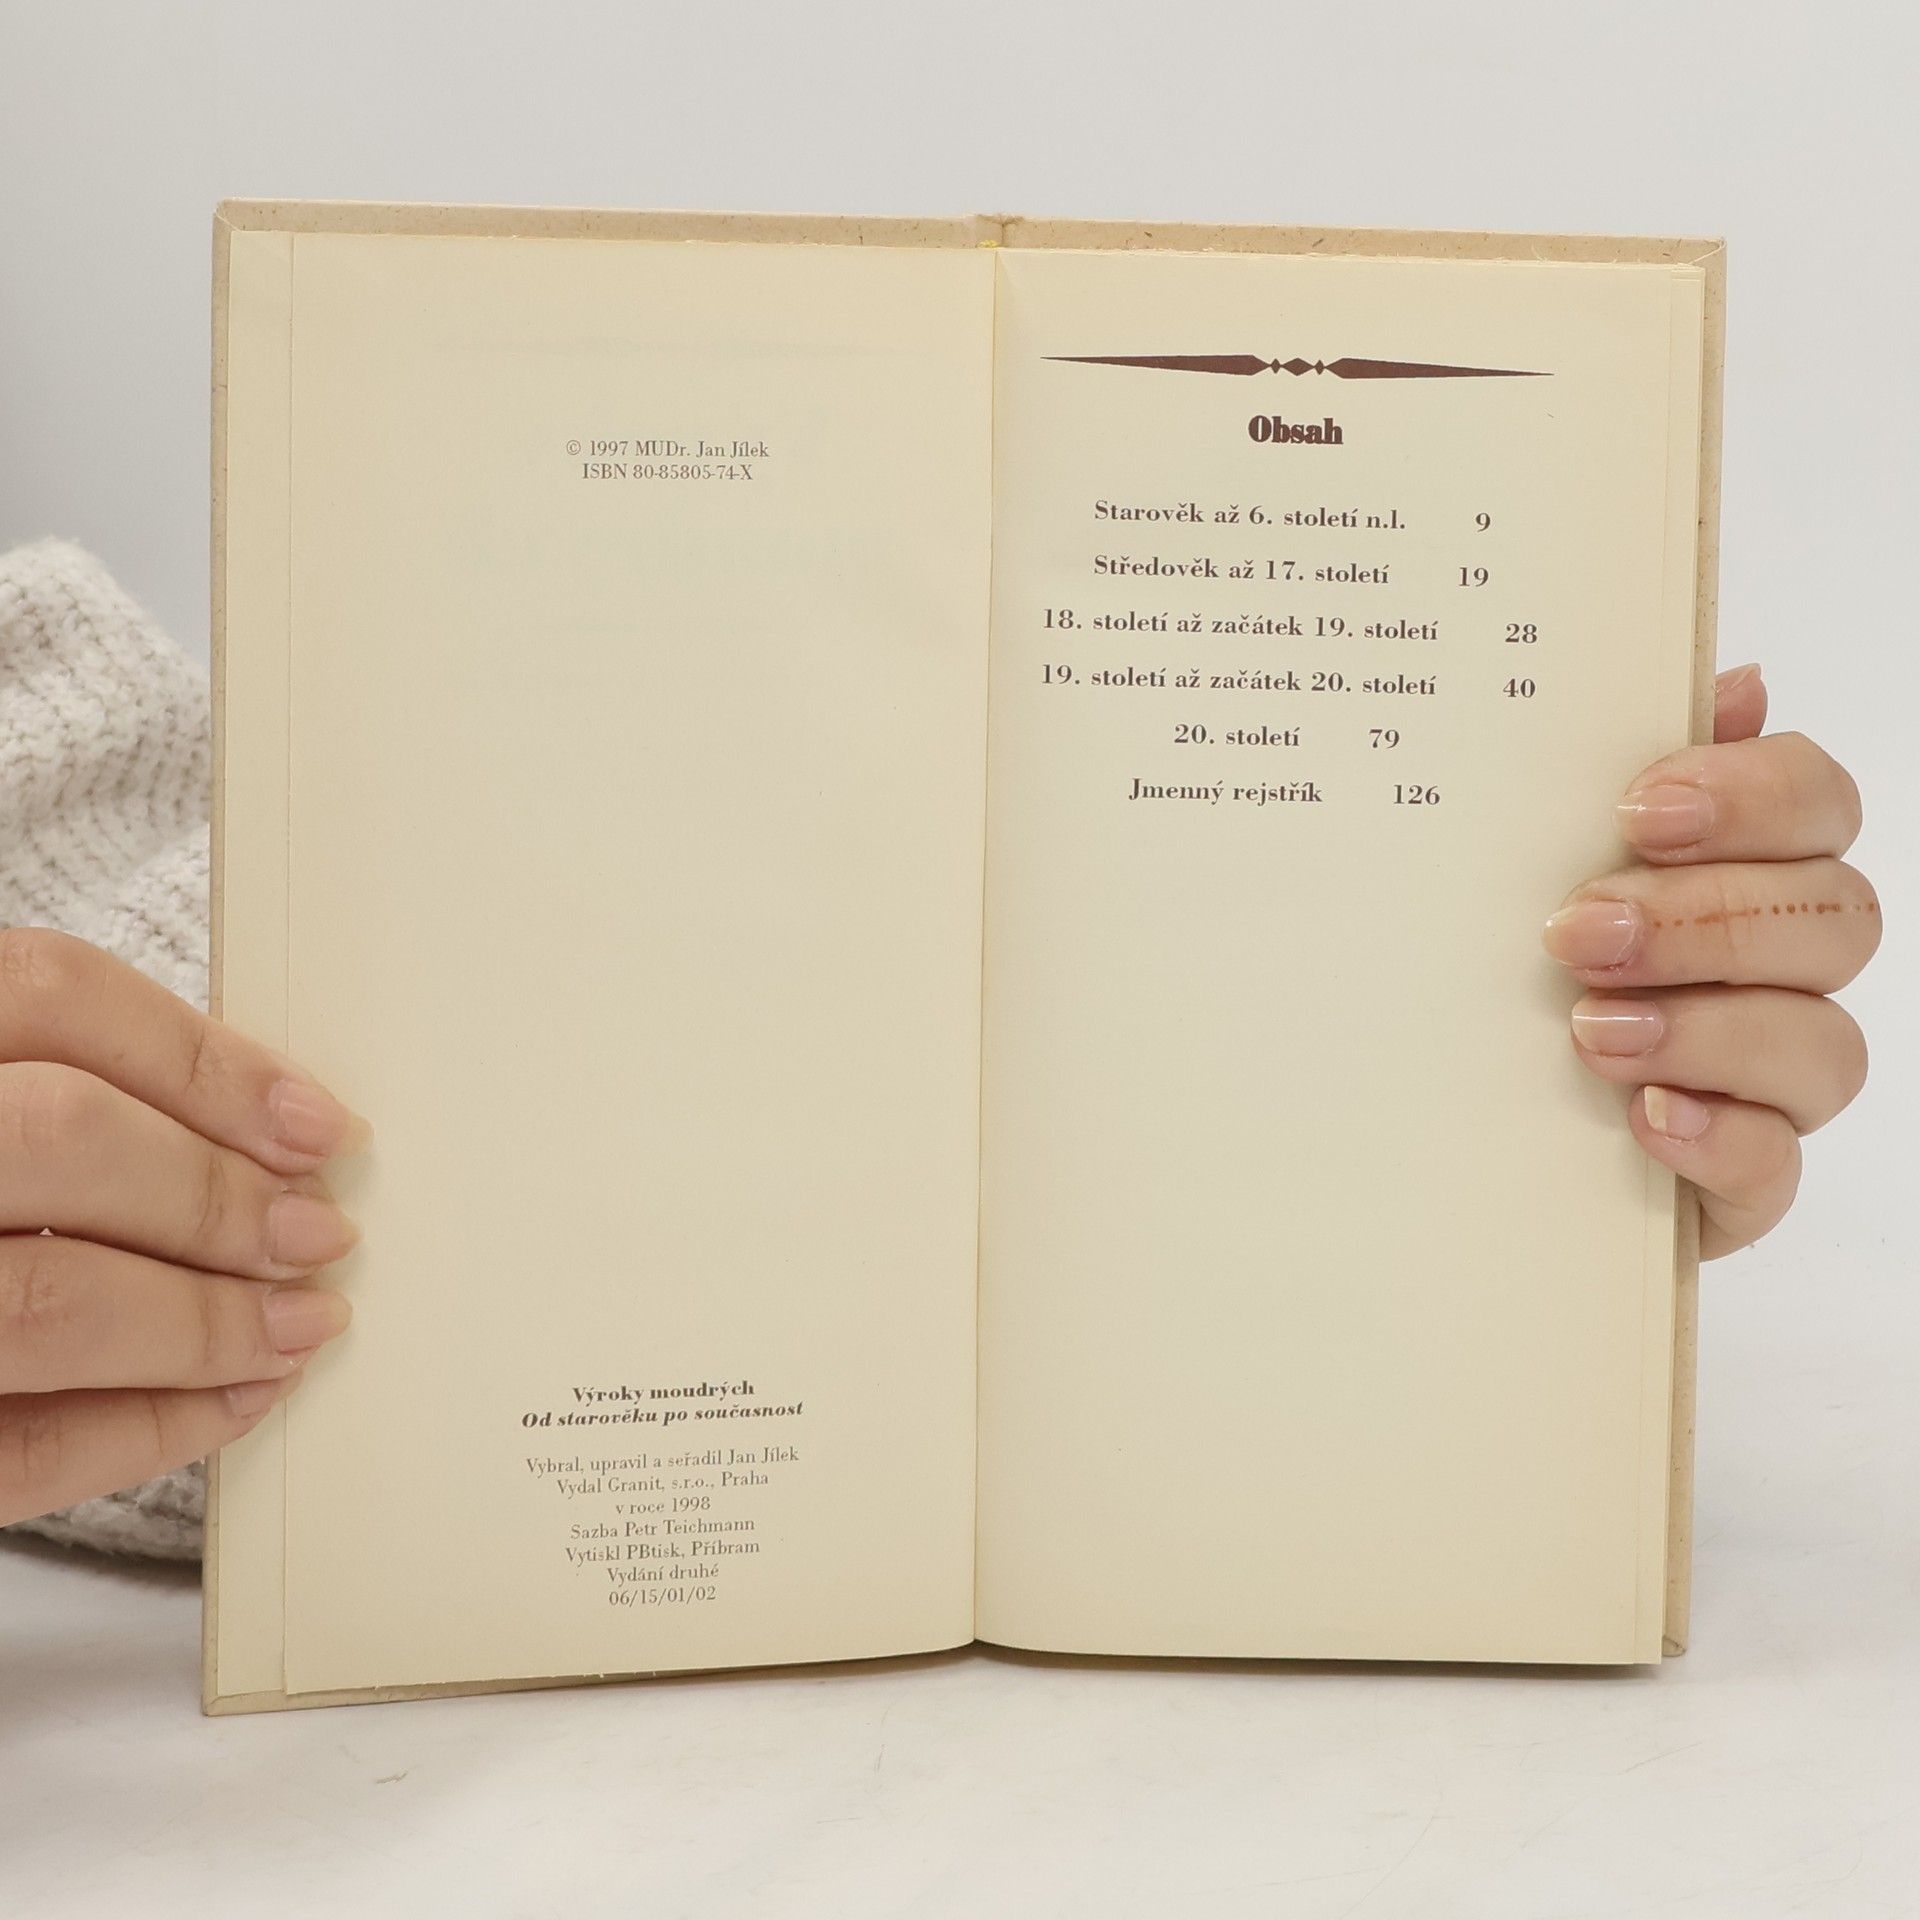 © 1997 MUDr. Jan Jílek
ISBN 80-85805-74-X
Výroky moudrých
Od starověku po současnost
Vybral, upravil a seřadil Jan Jílek
Vydal Granit, s.r.o., Praha
v roce 1998
Sazba Petr Teichmann
Vytiskl PBtisk, Příbram
Vydání druhé
06/15/01/02
Obsah
Starověk až 6. století n.l. 9
Středověk až 17. století 19
18. století až začátek 19. století 28
19. století až začátek 20. století 40
20. století 79
Jmenný rejstřík 126